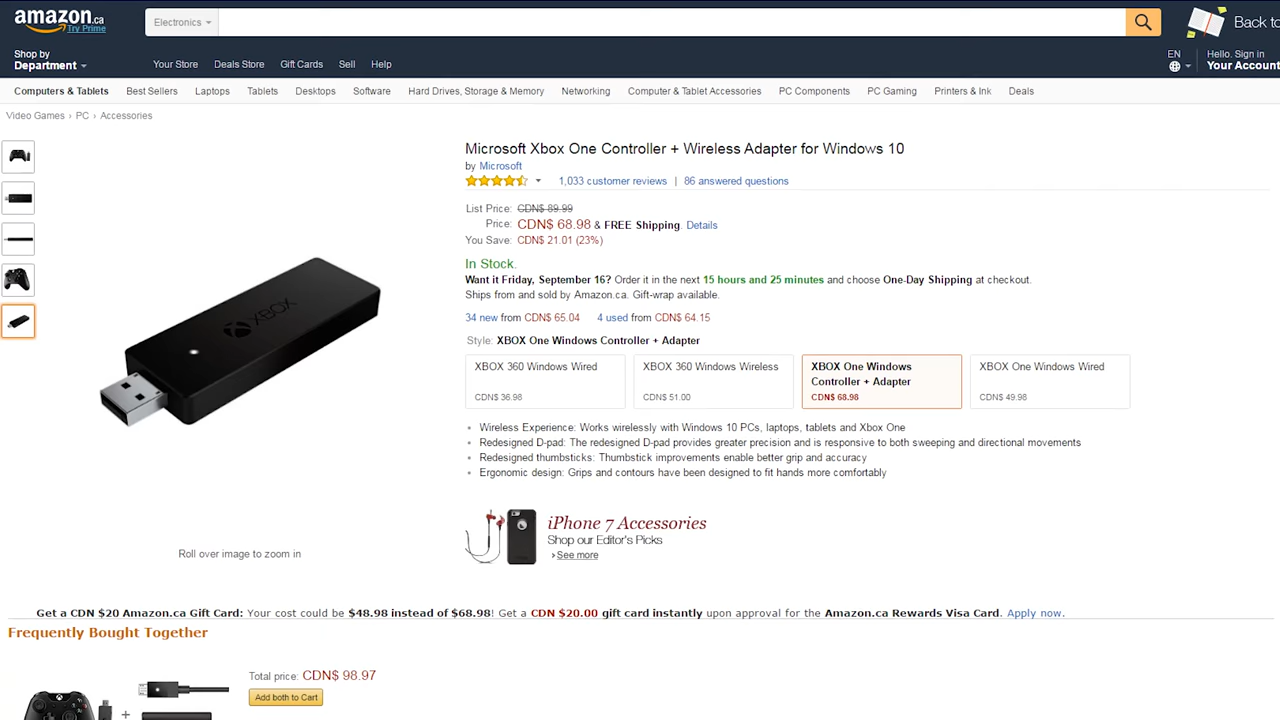 amazon.ca
Try Prime
Electronics
Back to
Shop by
Department
Your Store Deals Store Gift Cards Sell Help
EN
Hello. Sign in
Your Account
Computers & Tablets Best Sellers Laptops Tablets Desktops Software Hard Drives, Storage & Memory Networking Computer & Tablet Accessories PC Components PC Gaming Printers & Ink Deals
Video Games › PC › Accessories
Microsoft Xbox One Controller + Wireless Adapter for Windows 10
by Microsoft
1,033 customer reviews | 86 answered questions
List Price: CDN$ 89.99
Price: CDN$ 68.98 & FREE Shipping. Details
You Save: CDN$ 21.01 (23%)
In Stock.
Want it Friday, September 16? Order it in the next 15 hours and 25 minutes and choose One-Day Shipping at checkout.
Ships from and sold by Amazon.ca. Gift-wrap available.
34 new from CDN$ 65.04 4 used from CDN$ 64.15
Style: XBOX One Windows Controller + Adapter
XBOX 360 Windows Wired
CDN$ 36.98
XBOX 360 Windows Wireless
CDN$ 51.00
XBOX One Windows
Controller + Adapter
CDN$ 68.98
XBOX One Windows Wired
CDN$ 49.98
XBOX
• Wireless Experience: Works wirelessly with Windows 10 PCs, laptops, tablets and Xbox One
• Redesigned D-pad: The redesigned D-pad provides greater precision and is responsive to both sweeping and directional movements
• Redesigned thumbsticks: Thumbstick improvements enable better grip and accuracy
• Ergonomic design: Grips and contours have been designed to fit hands more comfortably
iPhone 7 Accessories
Shop our Editor's Picks
›See more
Roll over image to zoom in
Get a CDN $20 Amazon.ca Gift Card: Your cost could be $48.98 instead of $68.98! Get a CDN $20.00 gift card instantly upon approval for the Amazon.ca Rewards Visa Card. Apply now.
Frequently Bought Together
Total price: CDN$ 98.97
Add both to Cart
+